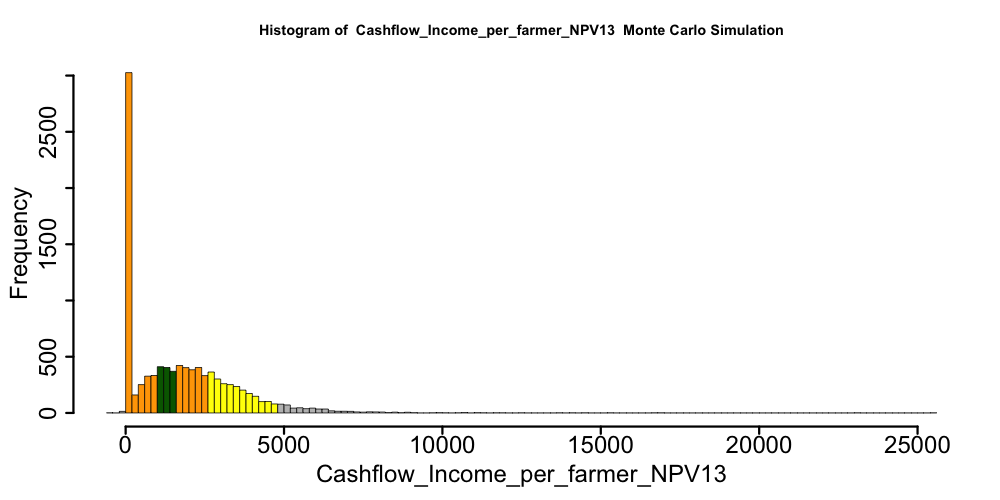 Histogram of  Cashflow_Income_per_farmer_NPV13  Monte Carlo Simulation
Frequency
2500
1500
500
0
0 5000 10000 15000 20000 25000
Cashflow_Income_per_farmer_NPV13